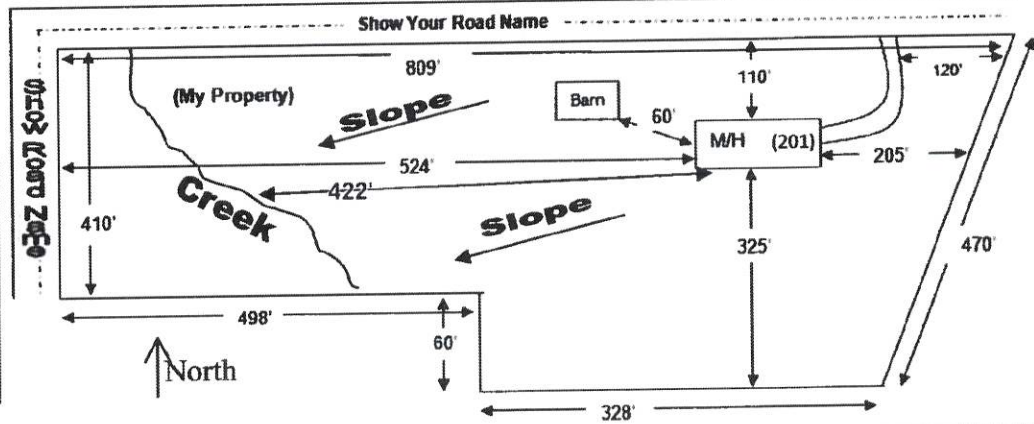 Show Your Road Name
Show Road Name
809'
110'
120'
(My Property)
Slope
Barn
60'
M/H (201)
524'
205'
422'
Creek
410'
Slope
325'
470'
498'
60'
North
328'